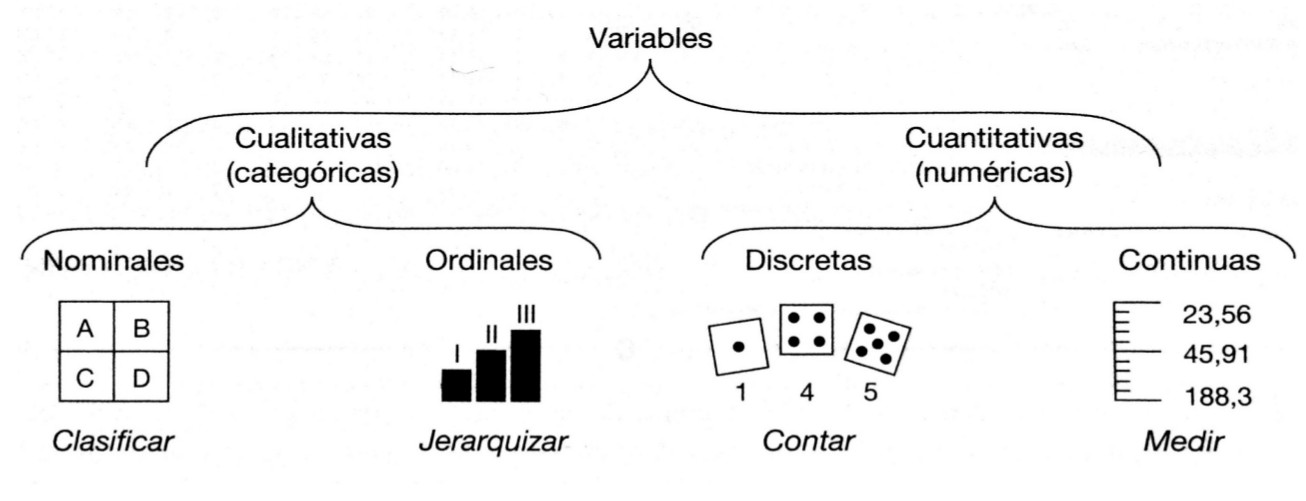 Variables
Cualitativas
(categóricas)
Cuantitativas
(numéricas)
Nominales
Ordinales
Discretas
Continuas
A B
C D
I
II
III
1 4 5
23,56
45,91
188,3
Clasificar
Jerarquizar
Contar
Medir